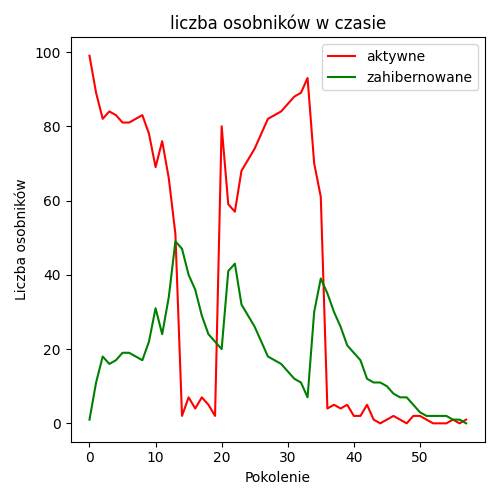 liczba osobników w czasie
aktywne
zahibernowane
Liczba osobników
100
80
60
40
20
0
0 10 20 30 40 50
Pokolenie